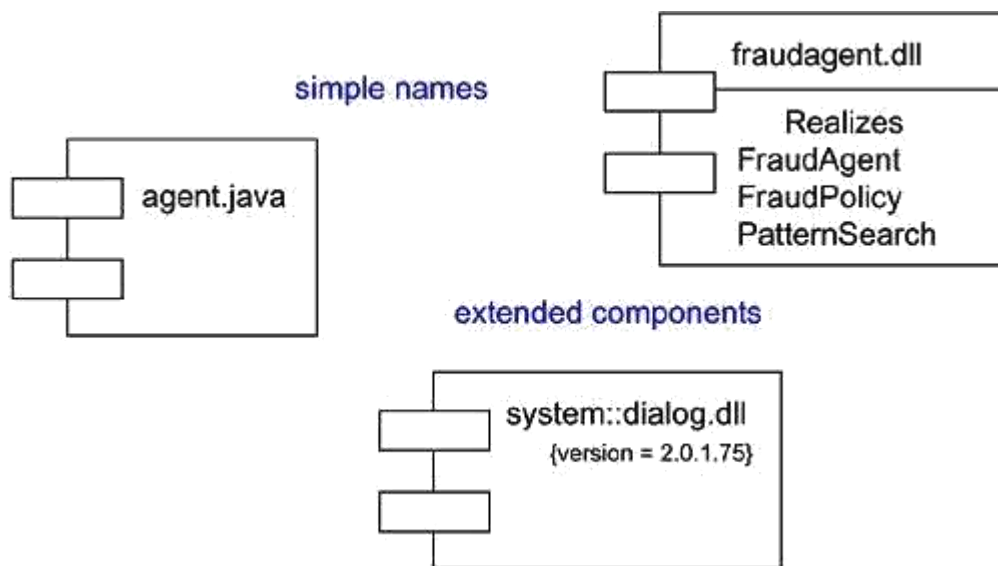 fraudagent.dll
simple names
Realizes
FraudAgent
FraudPolicy
PatternSearch
agent.java
extended components
system::dialog.dll
{version = 2.0.1.75}